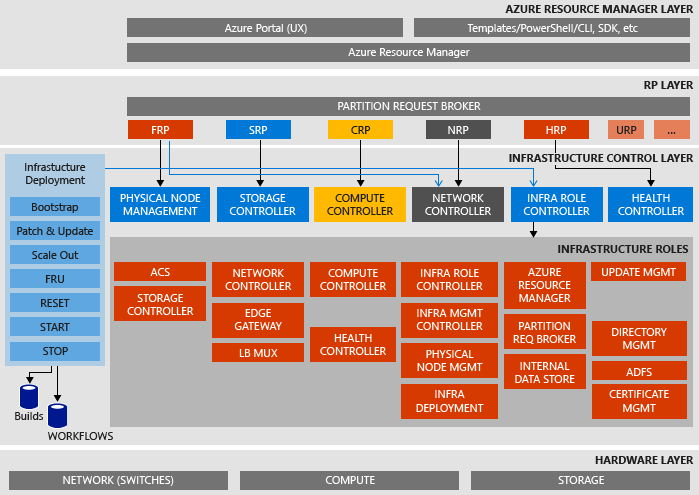 AZURE RESOURCE MANAGER LAYER
Azure Portal (UX)
Templates/PowerShell/CLI, SDK, etc
Azure Resource Manager
RP LAYER
PARTITION REQUEST BROKER
FRP
SRP
CRP
NRP
HRP
URP
...
INFRASTRUCTURE CONTROL LAYER
Infrastucture
Deployment
Bootstrap
Patch & Update
Scale Out
FRU
RESET
START
STOP
Builds
WORKFLOWS
PHYSICAL NODE
MANAGEMENT
STORAGE
CONTROLLER
COMPUTE
CONTROLLER
NETWORK
CONTROLLER
INFRA ROLE
CONTROLLER
HEALTH
CONTROLLER
INFRASTRUCTURE ROLES
ACS
STORAGE
CONTROLLER
NETWORK
CONTROLLER
EDGE
GATEWAY
LB MUX
COMPUTE
CONTROLLER
HEALTH
CONTROLLER
INFRA ROLE
CONTROLLER
INFRA MGMT
CONTROLLER
PHYSICAL
NODE MGMT
INFRA
DEPLOYMENT
AZURE
RESOURCE
MANAGER
PARTITION
REQ BROKER
INTERNAL
DATA STORE
UPDATE MGMT
DIRECTORY
MGMT
ADFS
CERTIFICATE
MGMT
HARDWARE LAYER
NETWORK (SWITCHES)
COMPUTE
STORAGE